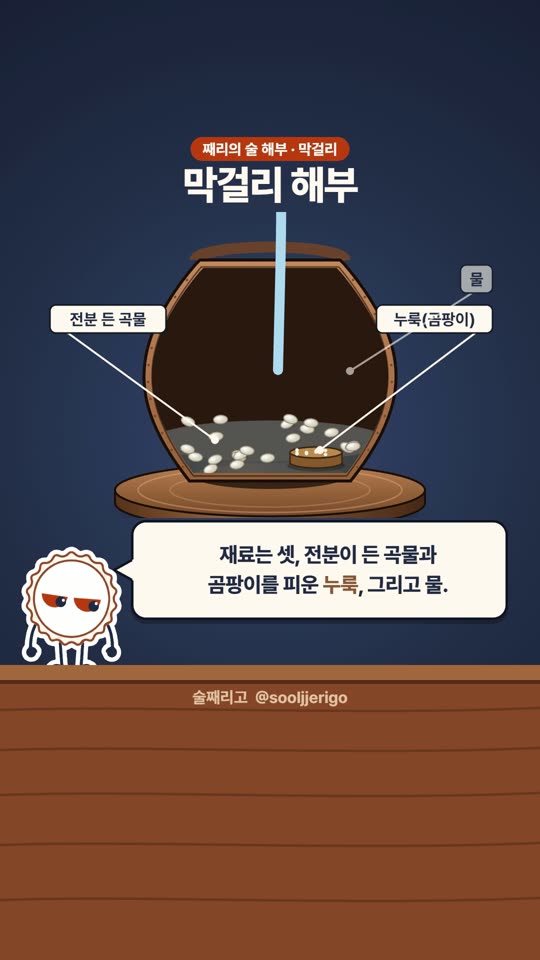 째리의 술 해부 · 막걸리
막걸리 해부
물
전분 든 곡물
누룩(곰팡이)
재료는 셋, 전분이 든 곡물과
곰팡이를 피운 누룩, 그리고 물.
술째리고 @sooljjerigo